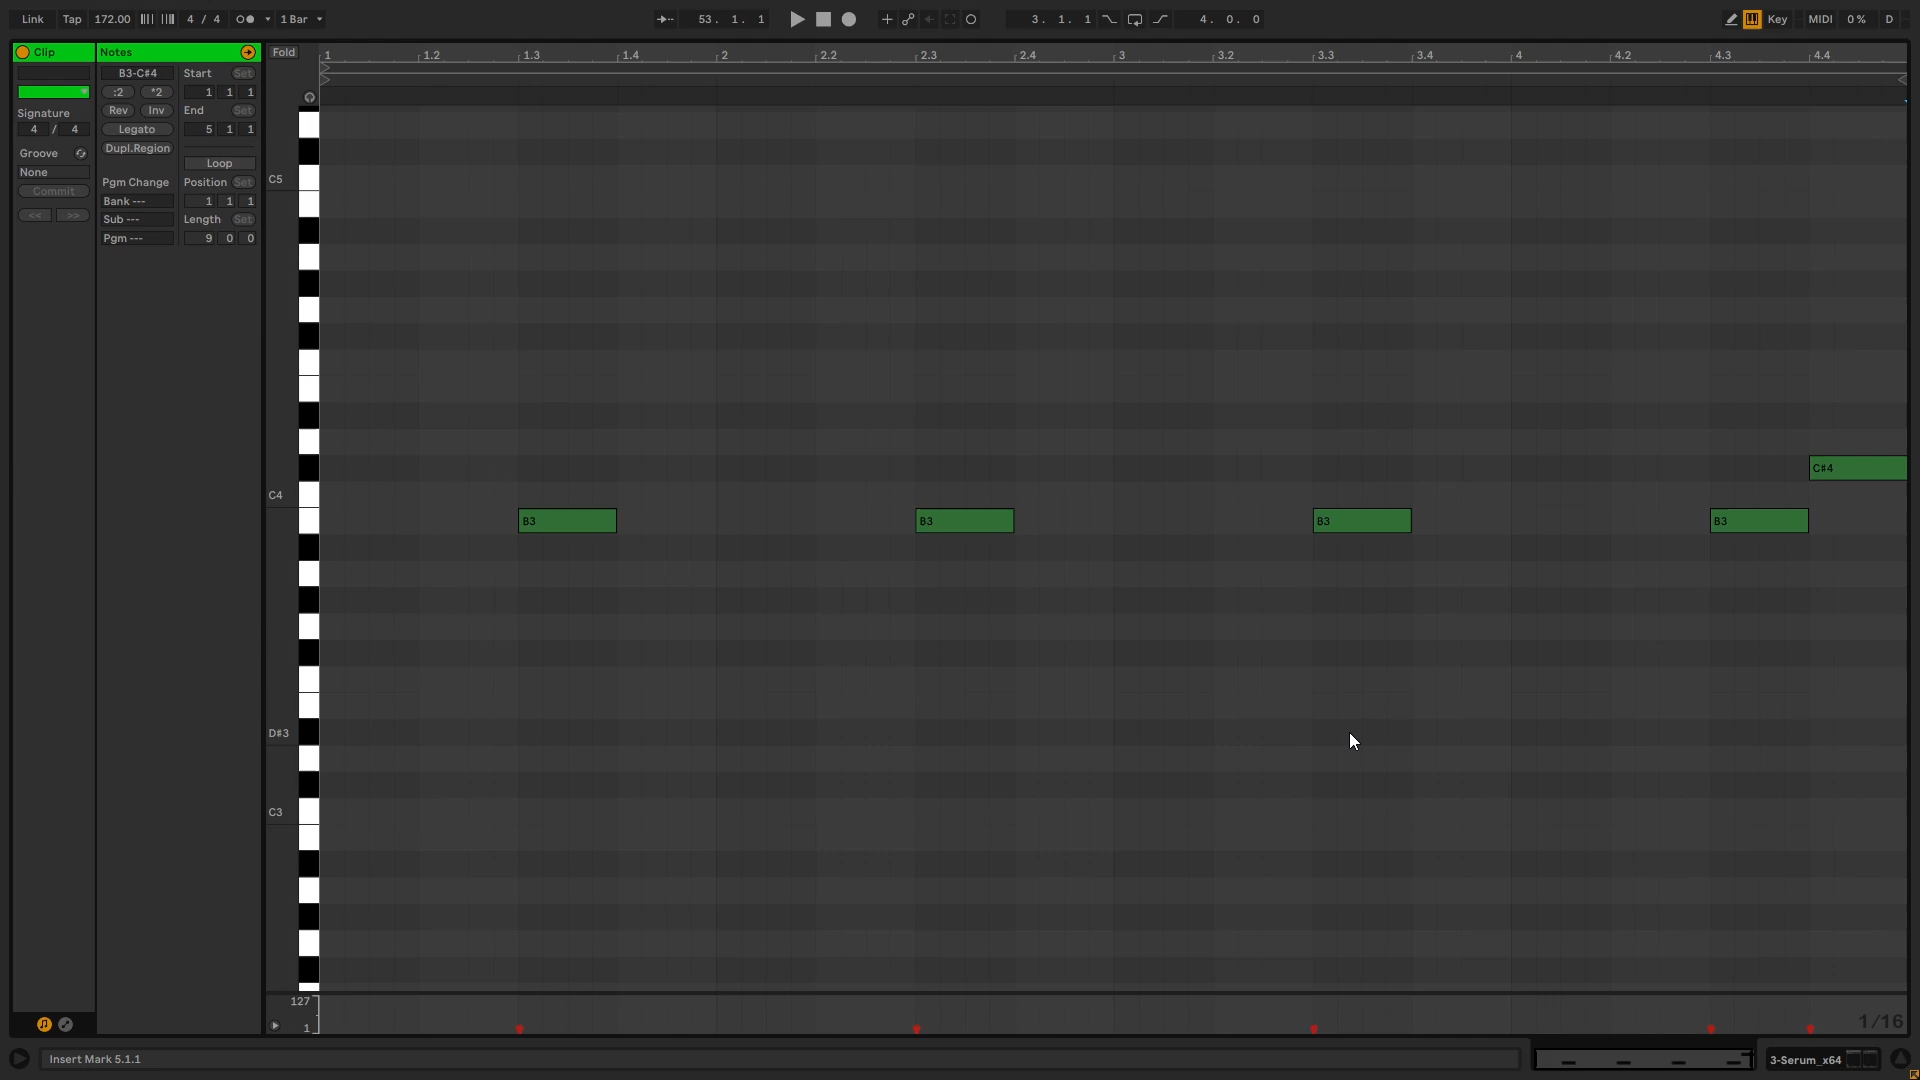 Link Tap 172.00 4 / 4 1 Bar 53. 1. 1 3. 1. 1 4. 0. 0 Key MIDI 0 % D
Clip Notes Fold 1 1.2 1.3 1.4 2 2.2 2.3 2.4 3 3.2 3.3 3.4 4 4.2 4.3 4.4
B3-C#4 Start Set
:2 *2 1 1 1
Signature Rev Inv End Set
4 / 4 Legato 5 1 1
Groove Dupl.Region
Loop
None
Pgm Change Position Set C5
Commit
Bank --- 1 1 1
<< >> Sub --- Length Set
Pgm --- 9 0 0
C#4
C4
B3 B3 B3 B3
D#3
C3
127
1 1/16
Insert Mark 5.1.1 3-Serum_x64